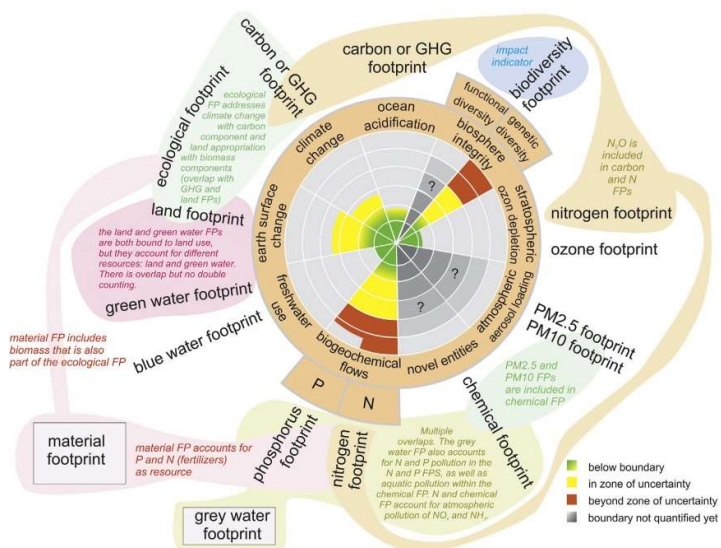 carbon or GHG
footprint
carbon or GHG
footprint
ecological footprint
ecological
FP addresses
climate change
with carbon
component and
land appropriation
with biomass
components
(overlap with
GHG and
land FPs)
impact
indicator
biodiversity
footprint
functional diversity
genetic diversity
biosphere
integrity
ocean
acidification
climate
change
stratospheric
ozon depletion
N₂O is
included in
carbon and N
FPs
nitrogen footprint
ozone footprint
land footprint
the land and green water FPs
are both bound to land use,
but they account for different
resources: land and green water.
There is overlap but no double
counting.
green water footprint
earth surface
change
?
?
?
atmospheric
aerosol loading
freshwater
use
blue water footprint
biogeochemical
flows
novel entities
PM2.5 footprint
PM10 footprint
material FP includes
biomass that is also
part of the ecological FP
PM2.5 and
PM10 FPs
are included in
chemical FP
P
N
chemical
footprint
material
footprint
material FP accounts for
P and N (fertilizers)
as resource
phosphorus
footprint
nitrogen
footprint
Multiple
overlaps. The grey
water FP also accounts
for N and P pollution in the
N and P FPS, as well as
aquatic pollution within the
chemical FP. N and chemical
FP account for atmospheric
pollution of NOₓ and NH₃.
grey water
footprint
below boundary
in zone of uncertainty
beyond zone of uncertainty
boundary not quantified yet